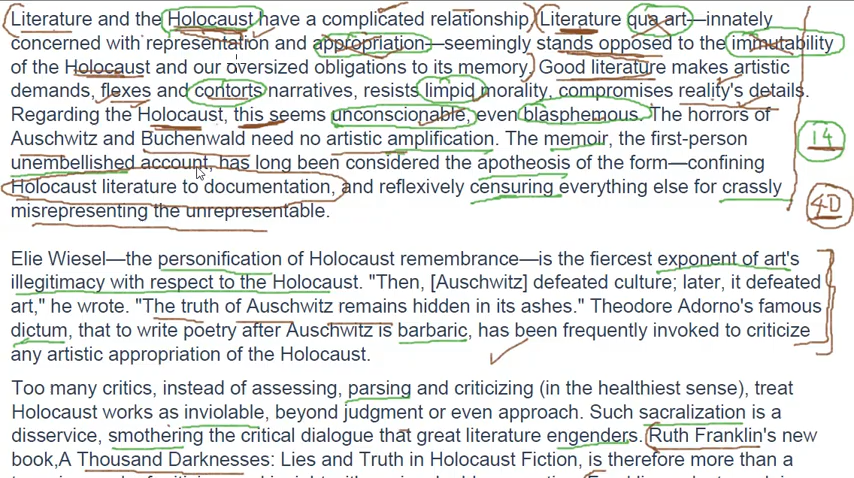 Literature and the Holocaust have a complicated relationship. Literature qua art—innately
concerned with representation and appropriation—seemingly stands opposed to the immutability
of the Holocaust and our oversized obligations to its memory. Good literature makes artistic
demands, flexes and contorts narratives, resists limpid morality, compromises reality's details.
Regarding the Holocaust, this seems unconscionable, even blasphemous. The horrors of
Auschwitz and Buchenwald need no artistic amplification. The memoir, the first-person
14
unembellished account, has long been considered the apotheosis of the form—confining
Holocaust literature to documentation, and reflexively censuring everything else for crassly
4D
misrepresenting the unrepresentable.
Elie Wiesel—the personification of Holocaust remembrance—is the fiercest exponent of art's
illegitimacy with respect to the Holocaust. "Then, [Auschwitz] defeated culture; later, it defeated
art," he wrote. "The truth of Auschwitz remains hidden in its ashes." Theodore Adorno's famous
dictum, that to write poetry after Auschwitz is barbaric, has been frequently invoked to criticize
any artistic appropriation of the Holocaust.
Too many critics, instead of assessing, parsing and criticizing (in the healthiest sense), treat
Holocaust works as inviolable, beyond judgment or even approach. Such sacralization is a
disservice, smothering the critical dialogue that great literature engenders. Ruth Franklin's new
book,A Thousand Darknesses: Lies and Truth in Holocaust Fiction, is therefore more than a